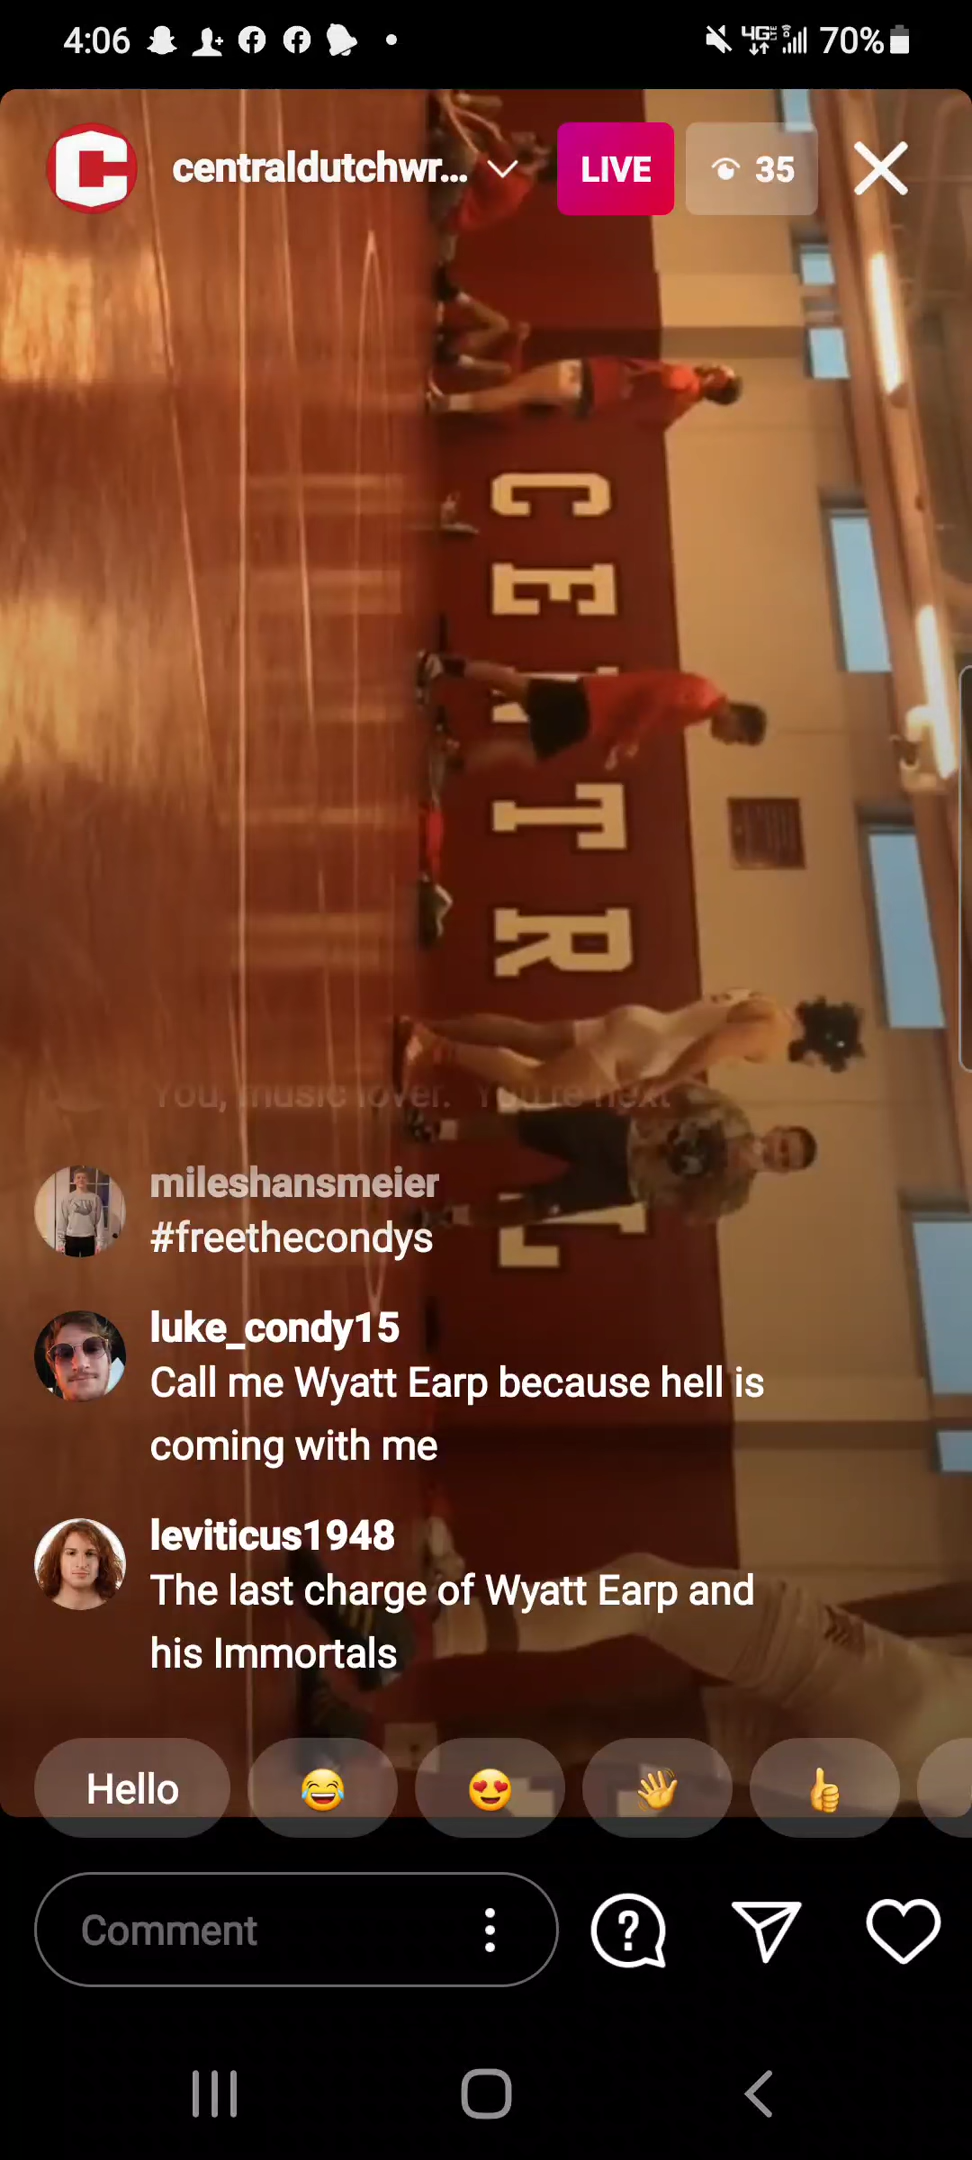 4:06
4G
70%
centraldutchwr...
LIVE
35
CENTRAL
You, music lover. You're next
mileshansmeier
#freethecondys
luke_condy15
Call me Wyatt Earp because hell is
coming with me
leviticus1948
The last charge of Wyatt Earp and
his Immortals
Hello
Comment